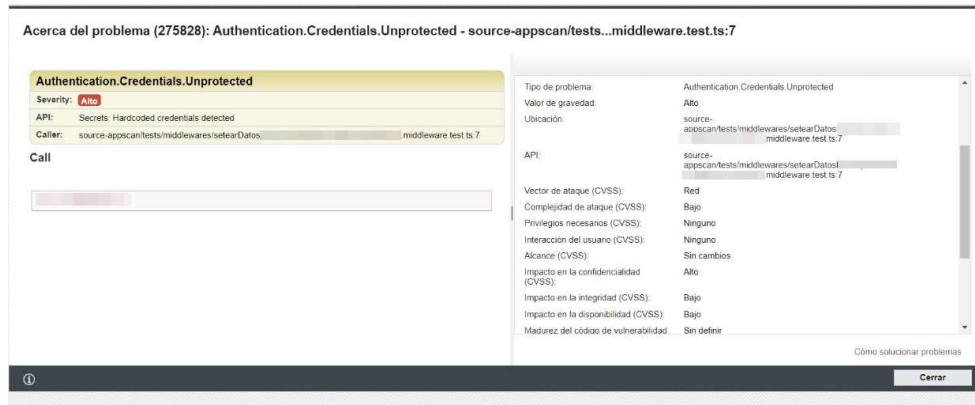 Acerca del problema (275828): Authentication.Credentials.Unprotected - source-appscan/tests...middleware.test.ts:7
Authentication.Credentials.Unprotected
Severity: Alto
API: Secrets: Hardcoded credentials detected
Caller: source-appscan/tests/middlewares/setearDatos middleware.test.ts:7
Call
Tipo de problema: Authentication.Credentials.Unprotected
Valor de gravedad: Alto
Ubicación: source-
appscan/tests/middlewares/setearDatos
middleware.test.ts:7
API: source-
appscan/tests/middlewares/setearDatos
middleware.test.ts:7
Vector de ataque (CVSS): Red
Complejidad de ataque (CVSS): Bajo
Privilegios necesarios (CVSS): Ninguno
Interacción del usuario (CVSS): Ninguno
Alcance (CVSS): Sin cambios
Impacto en la confidencialidad Alto
(CVSS):
Impacto en la integridad (CVSS): Bajo
Impacto en la disponibilidad (CVSS): Bajo
Madurez del código de vulnerabilidad Sin definir
Cómo solucionar problemas
Cerrar